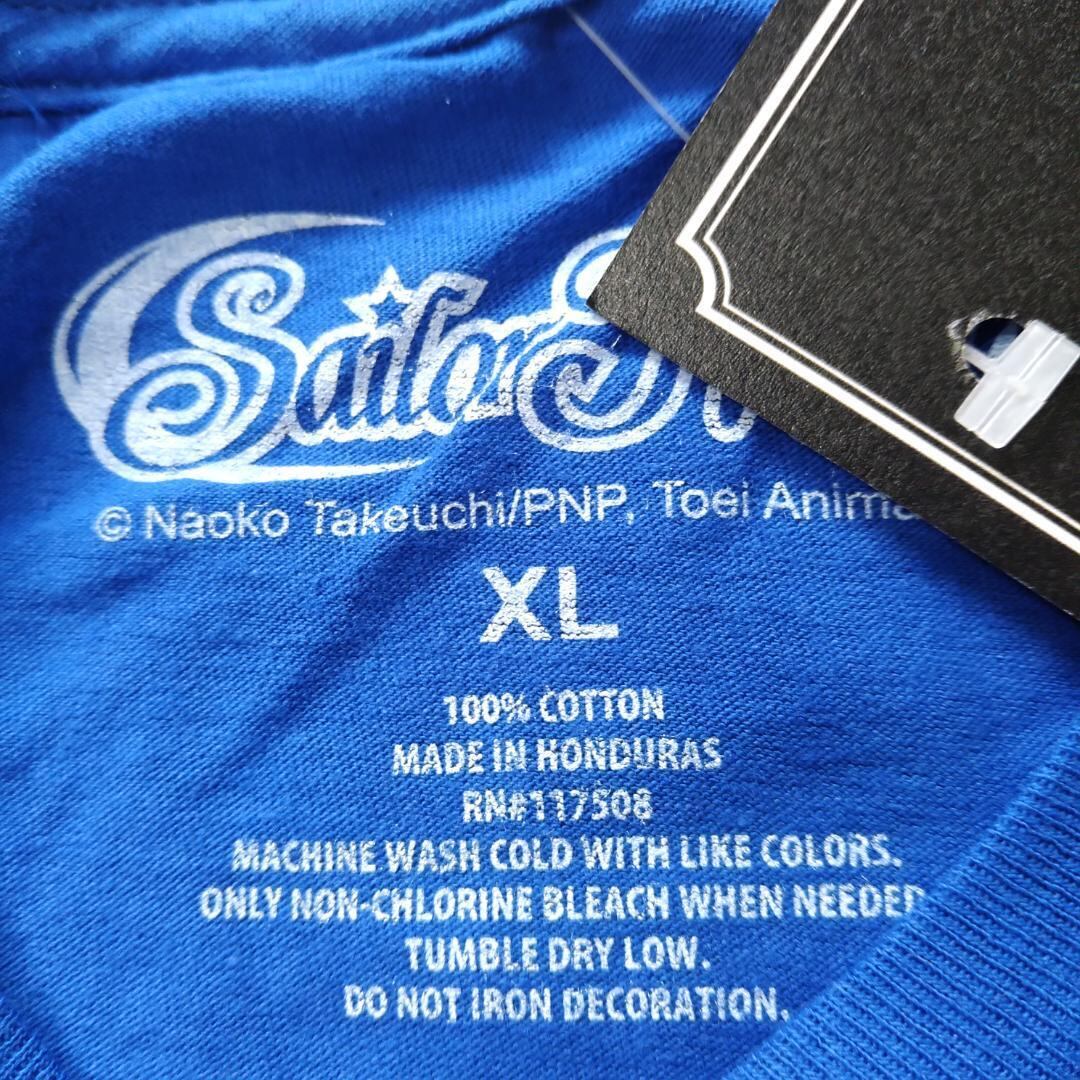 Sailor
© Naoko Takeuchi/PNP, Toei Anima
XL
100% COTTON
MADE IN HONDURAS
RN#117508
MACHINE WASH COLD WITH LIKE COLORS.
ONLY NON-CHLORINE BLEACH WHEN NEEDED
TUMBLE DRY LOW.
DO NOT IRON DECORATION.